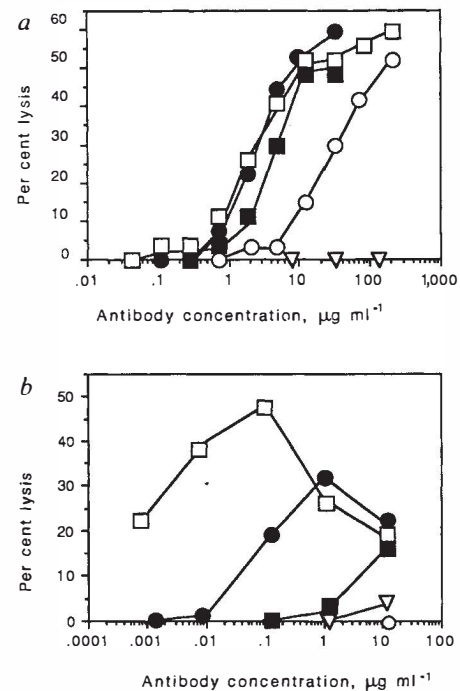 a
Per cent lysis
60
50
40
30
20
10
0
.01 .1 1 10 100 1,000
Antibody concentration, µg ml⁻¹
b
Per cent lysis
50
40
30
20
10
0
.0001 .001 .01 .1 1 10 100
Antibody concentration, µg ml⁻¹